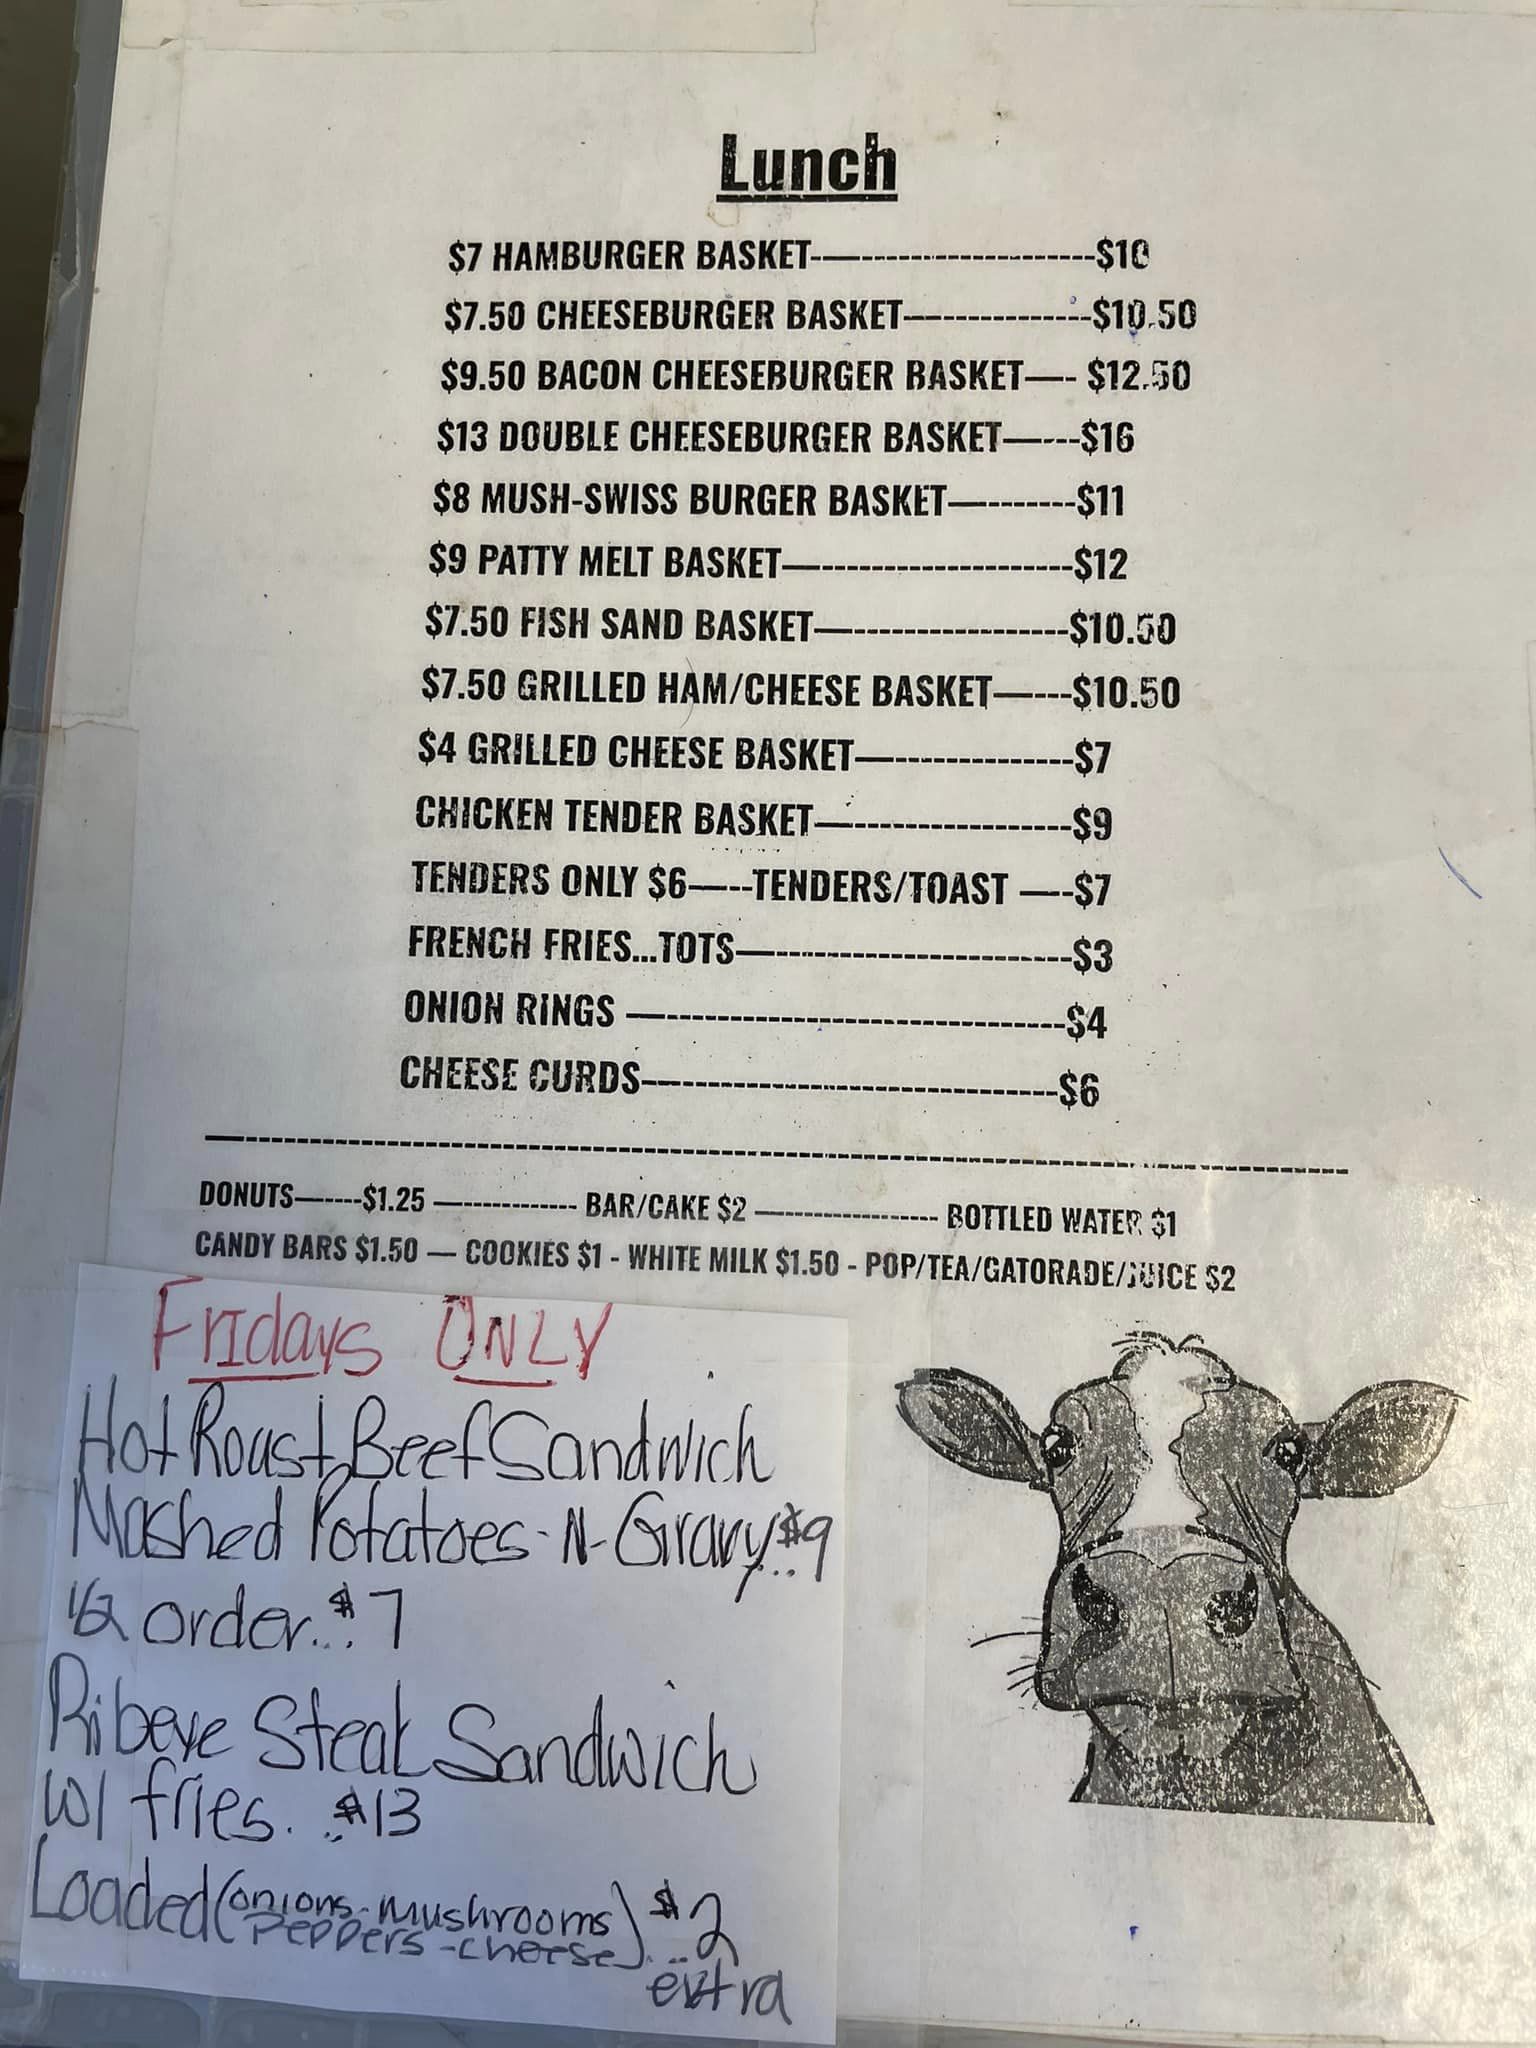 Lunch
$7 HAMBURGER BASKET----------------------$10
$7.50 CHEESEBURGER BASKET---------------$10.50
$9.50 BACON CHEESEBURGER BASKET---- $12.50
$13 DOUBLE CHEESEBURGER BASKET-----$16
$8 MUSH-SWISS BURGER BASKET----------$11
$9 PATTY MELT BASKET----------------------$12
$7.50 FISH SAND BASKET-------------------$10.50
$7.50 GRILLED HAM/CHEESE BASKET-----$10.50
$4 GRILLED CHEESE BASKET----------------$7
CHICKEN TENDER BASKET-------------------$9
TENDERS ONLY $6----TENDERS/TOAST ---$7
FRENCH FRIES...TOTS-------------------------$3
ONION RINGS ---------------------------------$4
CHEESE CURDS-------------------------------$6
DONUTS------$1.25 ------------- BAR/CAKE $2 ------------------ BOTTLED WATER $1
CANDY BARS $1.50 — COOKIES $1 - WHITE MILK $1.50 - POP/TEA/GATORADE/JUICE $2
Fridays ONLY
Hot Roast Beef Sandwich
Mashed Potatoes-N-Gravy...$9
1/2 order...$7
Ribeye Steak Sandwich
w/ fries...$13
Loaded (onions-mushrooms
peppers-cheese)...$2
extra